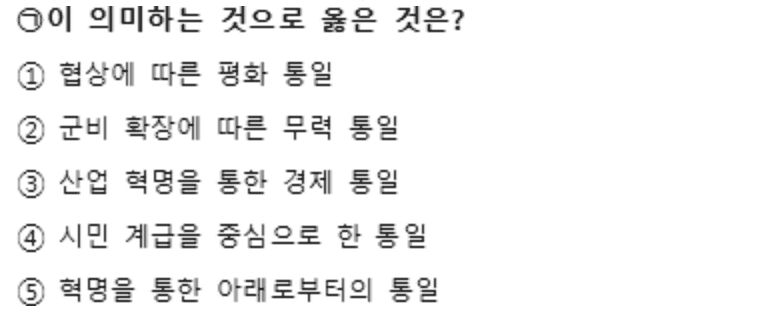 ㉠이 의미하는 것으로 옳은 것은?
① 협상에 따른 평화 통일
② 군비 확장에 따른 무력 통일
③ 산업 혁명을 통한 경제 통일
④ 시민 계급을 중심으로 한 통일
⑤ 혁명을 통한 아래로부터의 통일